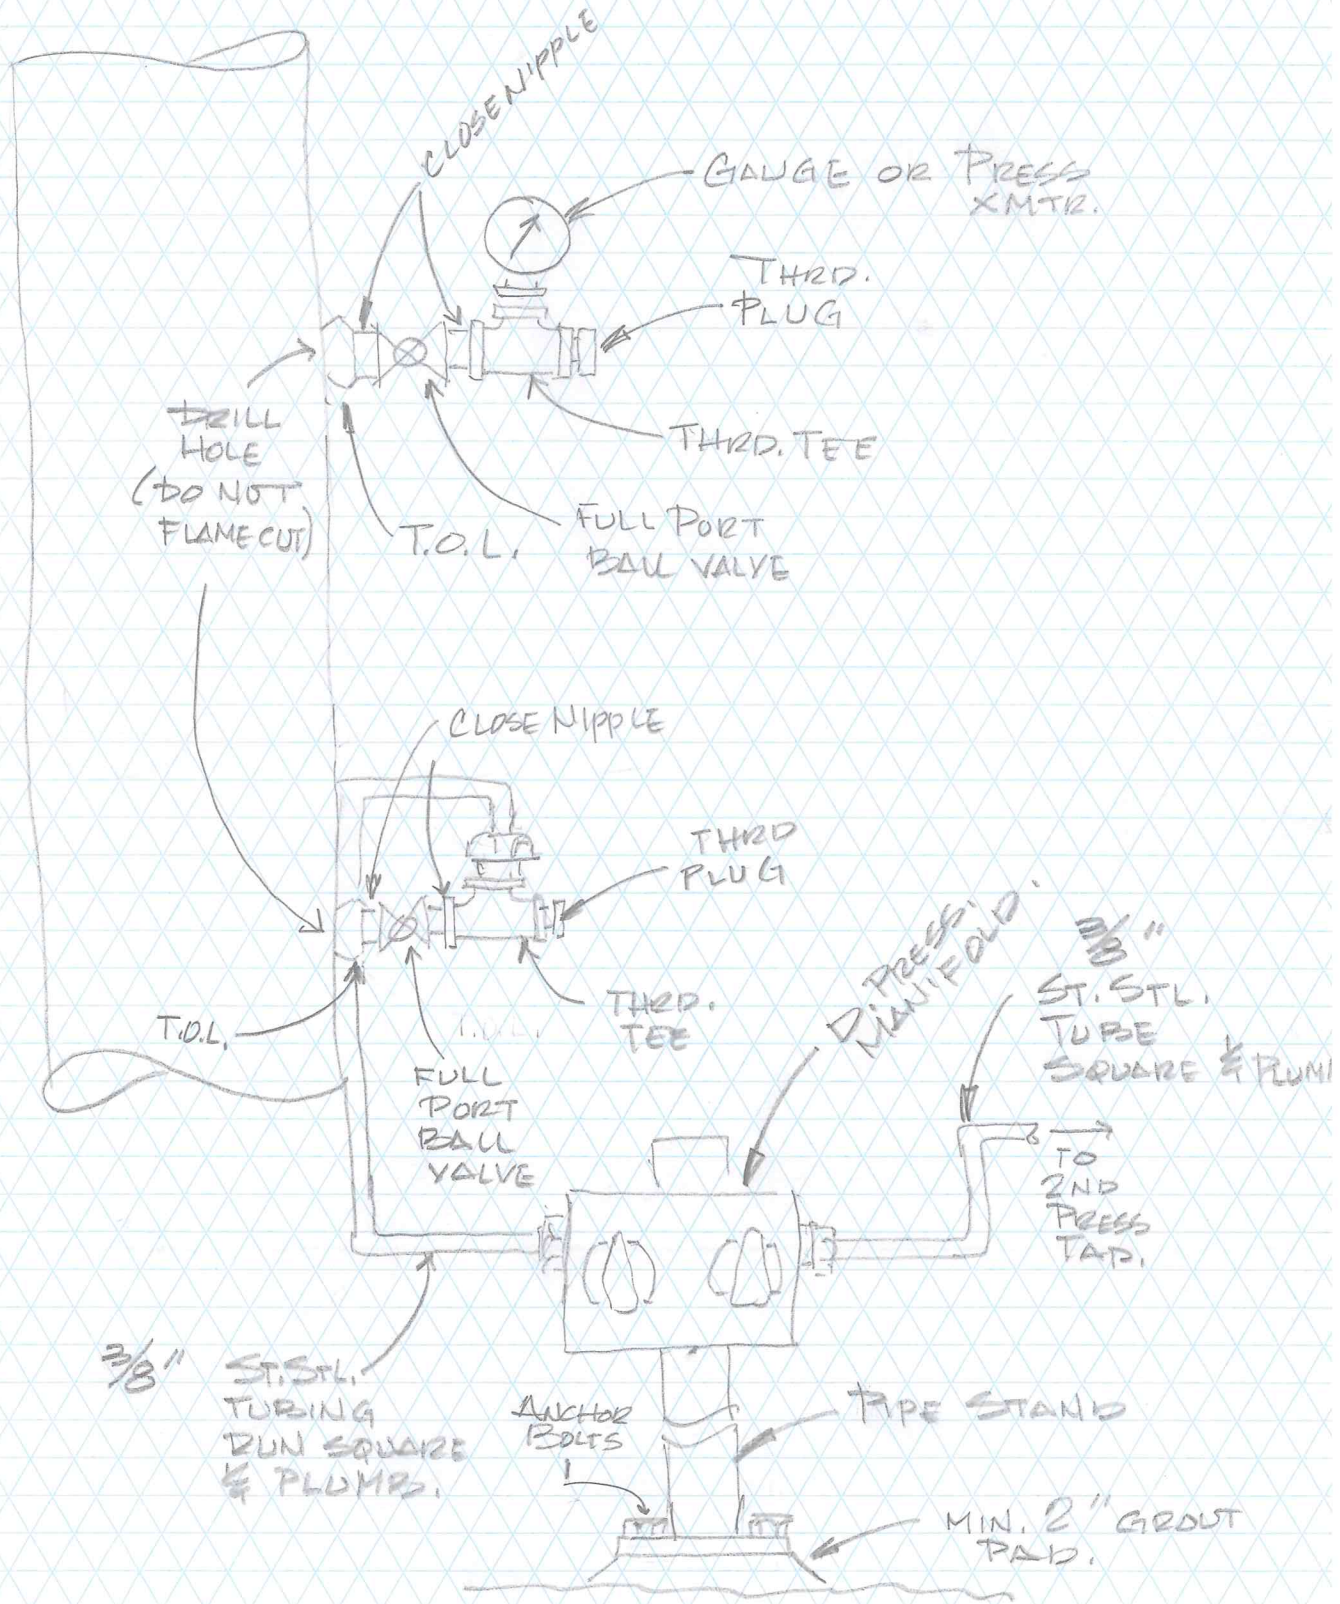 CLOSE NIPPLE
GAUGE OR PRESS
XMTR.
THRD.
PLUG
DRILL
HOLE
(DO NOT
FLAME CUT)
THRD. TEE
T.O.L.
FULL PORT
BALL VALVE
CLOSE NIPPLE
THRD
PLUG
PRESS.
MANIFOLD.
3/8"
ST. STL.
TUBE
SQUARE & PLUMB
T.O.L.
THRD.
TEE
T.O.L.
FULL
PORT
BALL
VALVE
TO
2ND
PRESS
TAP.
3/8" ST. STL.
TUBING
RUN SQUARE
& PLUMB.
ANCHOR
BOLTS
PIPE STAND
MIN. 2" GROUT
PAD.